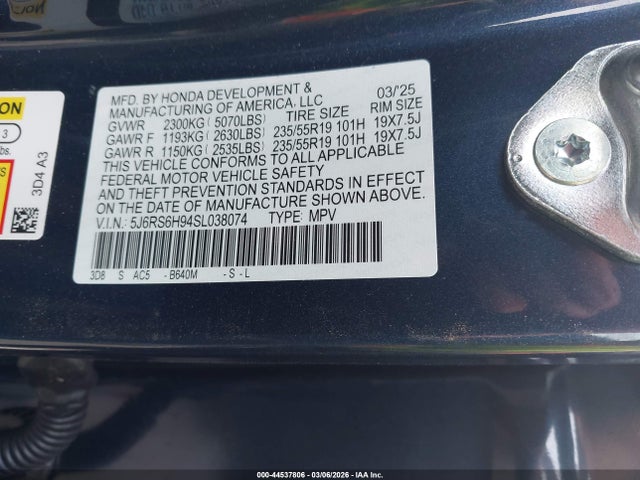 MFD. BY HONDA DEVELOPMENT & 03/'25
MANUFACTURING OF AMERICA, LLC
GVWR 2300KG ( 5070LBS) TIRE SIZE RIM SIZE
GAWR F 1193KG ( 2630LBS) 235/55R19 101H 19X7.5J
GAWR R 1150KG ( 2535LBS) 235/55R19 101H 19X7.5J
THIS VEHICLE CONFORMS TO ALL APPLICABLE
FEDERAL MOTOR VEHICLE SAFETY
AND THEFT PREVENTION STANDARDS IN EFFECT
ON THE DATE OF MANUFACTURE SHOWN ABOVE.
V.I.N.: 5J6RS6H94SL038074 TYPE: MPV
3D8 S AC5 -B640M -S-L
3
lbs.
3D4 A3
00-44537806 - 03/06/2026 - IAA, Inc.